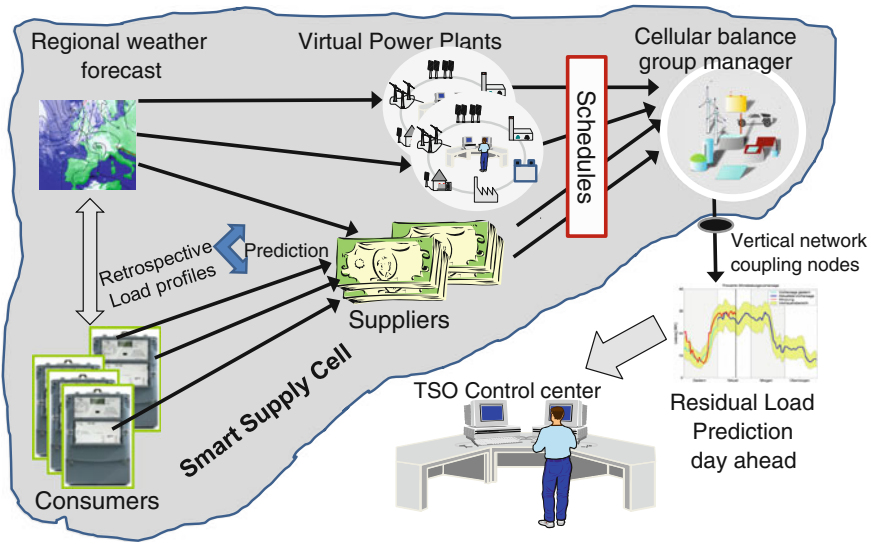 Regional weather
forecast
Virtual Power Plants
Cellular balance
group manager
Schedules
Retrospective
Load profiles
Prediction
Vertical network
coupling nodes
Suppliers
Smart Supply Cell
TSO Control center
Residual Load
Prediction
day ahead
Consumers